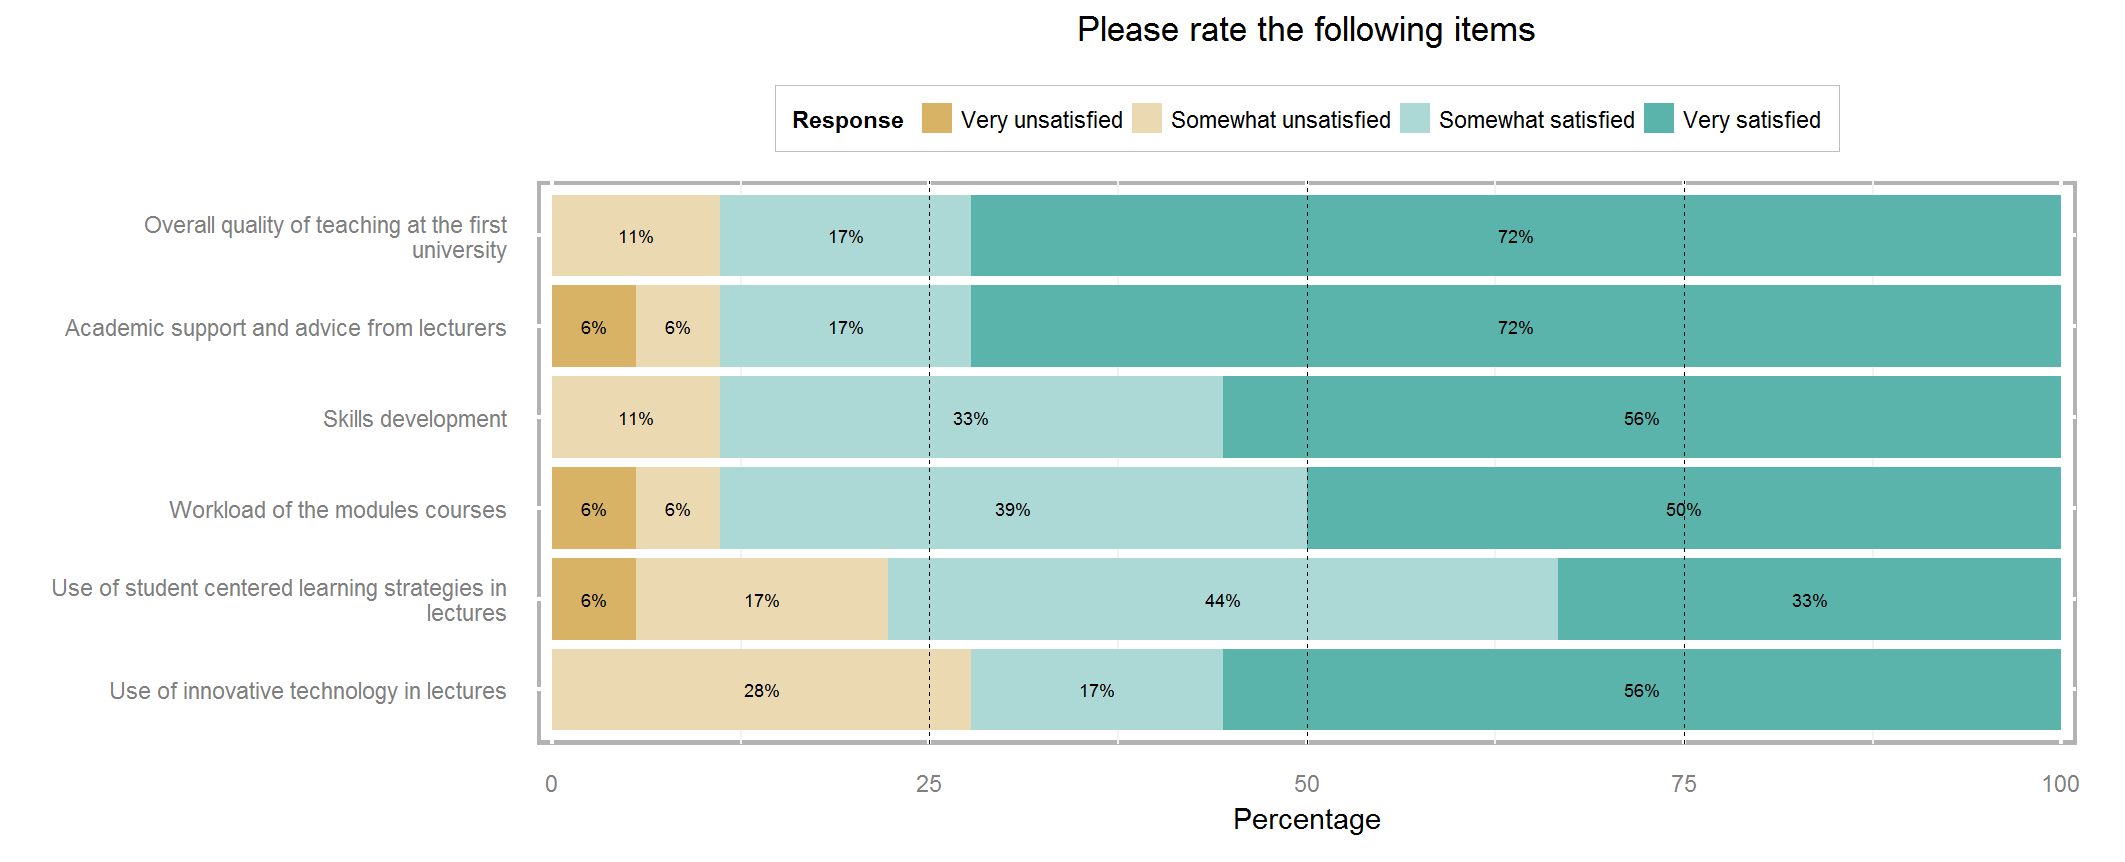 Please rate the following items
Response Very unsatisfied Somewhat unsatisfied Somewhat satisfied Very satisfied
Overall quality of teaching at the first
university
11% 17% 72%
Academic support and advice from lecturers
6% 6% 17% 72%
Skills development
11% 33% 56%
Workload of the modules courses
6% 6% 39% 50%
Use of student centered learning strategies in
lectures
6% 17% 44% 33%
Use of innovative technology in lectures
28% 17% 56%
0 25 50 75 100
Percentage